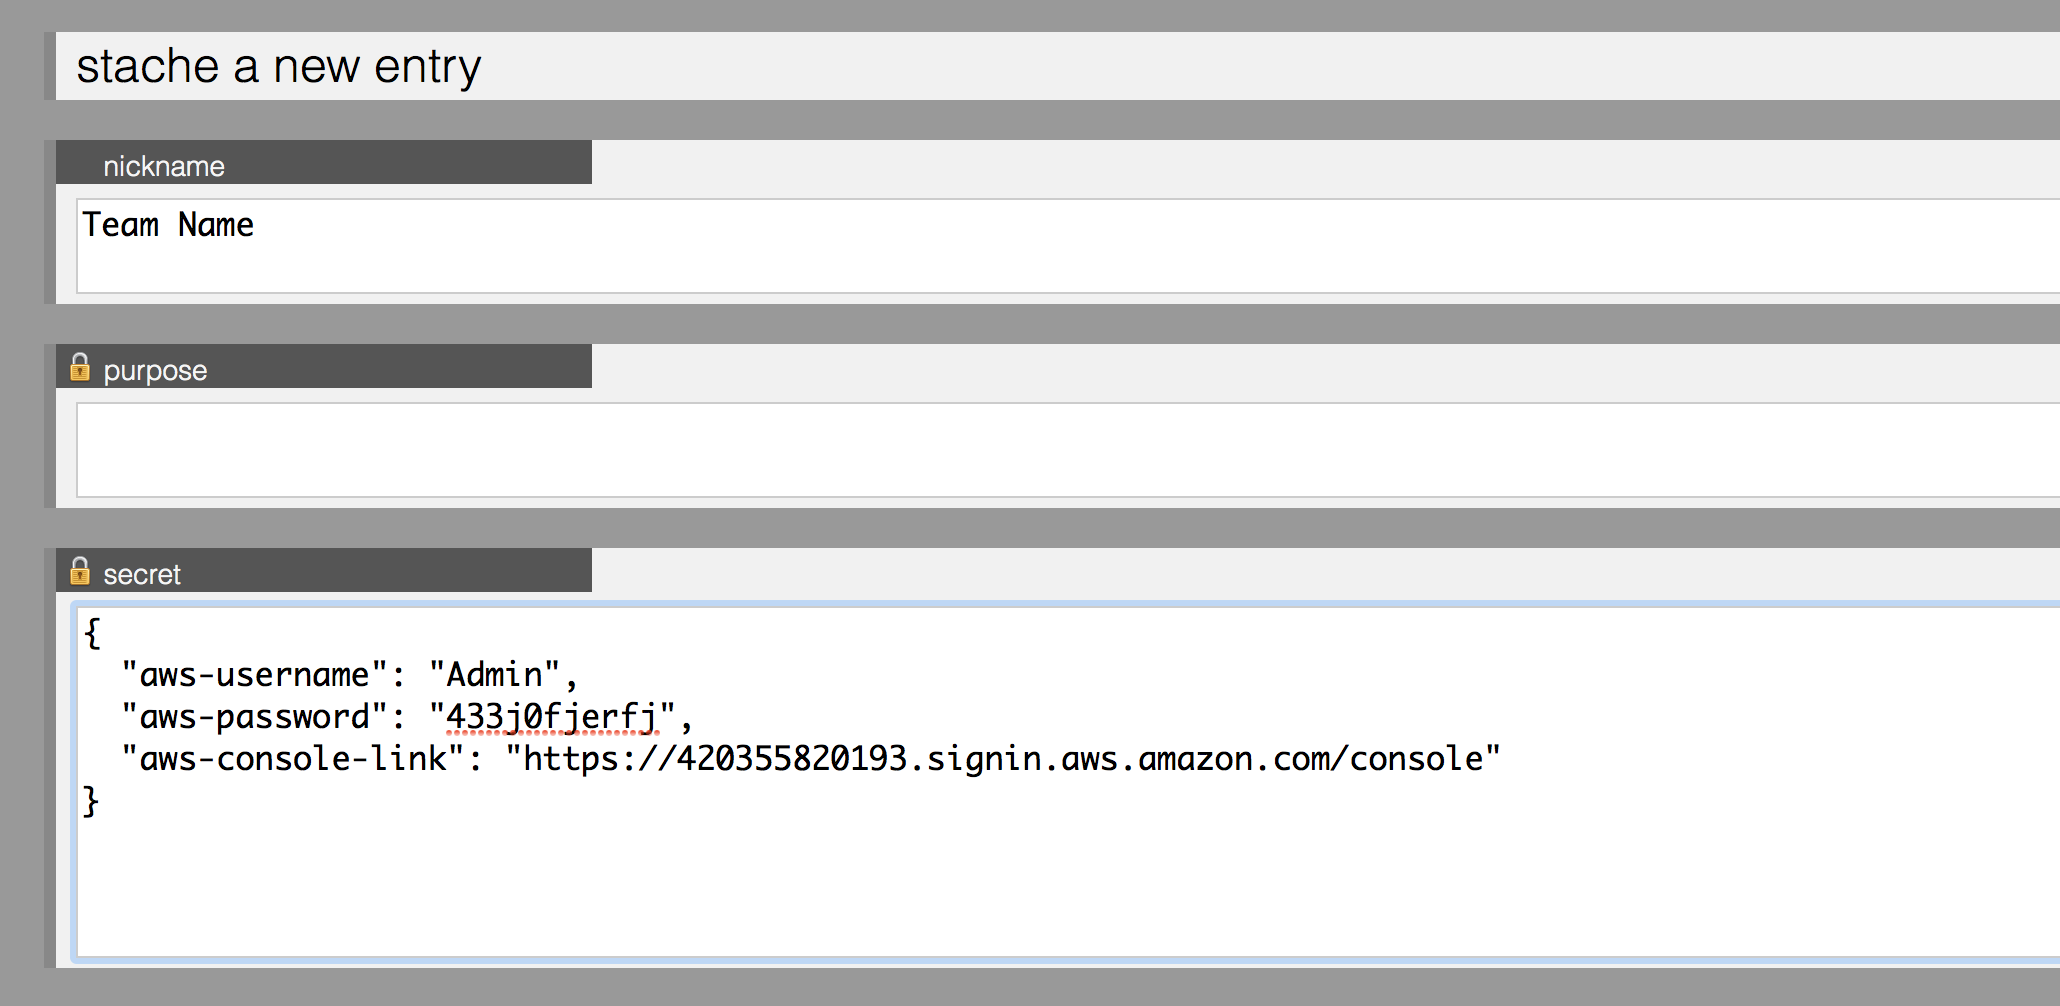 stache a new entry
nickname
Team Name
purpose
secret
{
  "aws-username": "Admin",
  "aws-password": "433j0fjerfj",
  "aws-console-link": "https://420355820193.signin.aws.amazon.com/console"
}